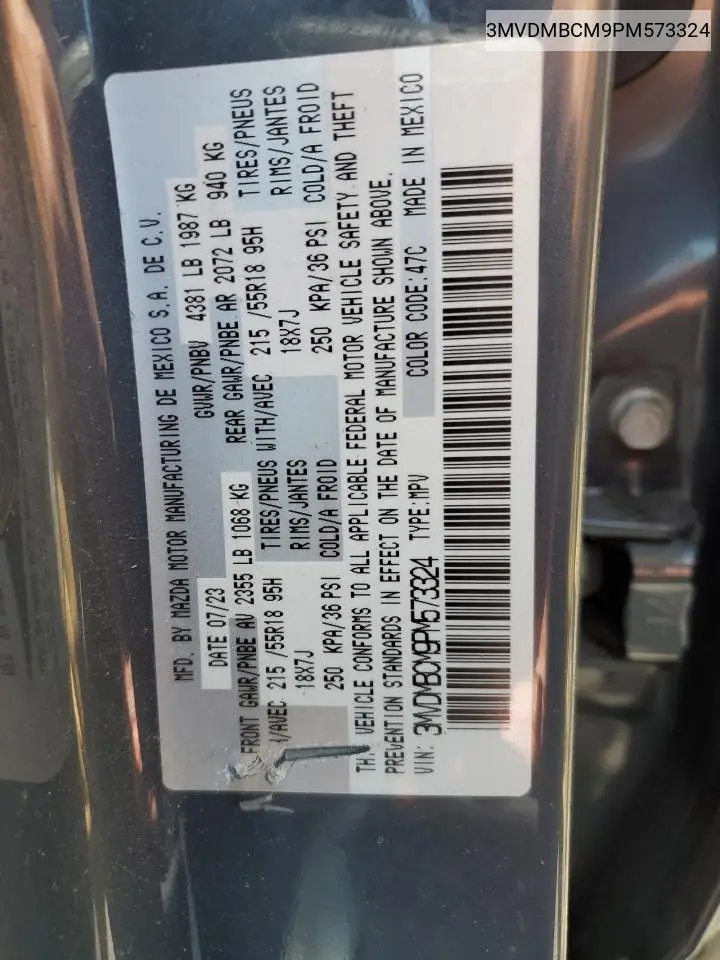 3MVDMBCM9PM573324
MFD. BY MAZDA MOTOR MANUFACTURING DE MEXICO S.A. DE C.V.
DATE 07/23 GVWR/PNBV 4381 LB 1987 KG
FRONT GAWR/PNBE AV 2355 LB 1068 KG REAR GAWR/PNBE AR 2072 LB 940 KG
/AVEC 215 /55R18 95H TIRES/PNEUS WITH/AVEC 215 /55R18 95H TIRES/PNEUS
18X7J RIMS/JANTES 18X7J RIMS/JANTES
250 KPA/36 PSI COLD/A FROID 250 KPA/36 PSI COLD/A FROID
VEHICLE CONFORMS TO ALL APPLICABLE FEDERAL MOTOR VEHICLE SAFETY AND THEFT
PREVENTION STANDARDS IN EFFECT ON THE DATE OF MANUFACTURE SHOWN ABOVE.
VIN: 3MVDMBCM9PM573324 TYPE:MPV COLOR CODE:47C MADE IN MEXICO